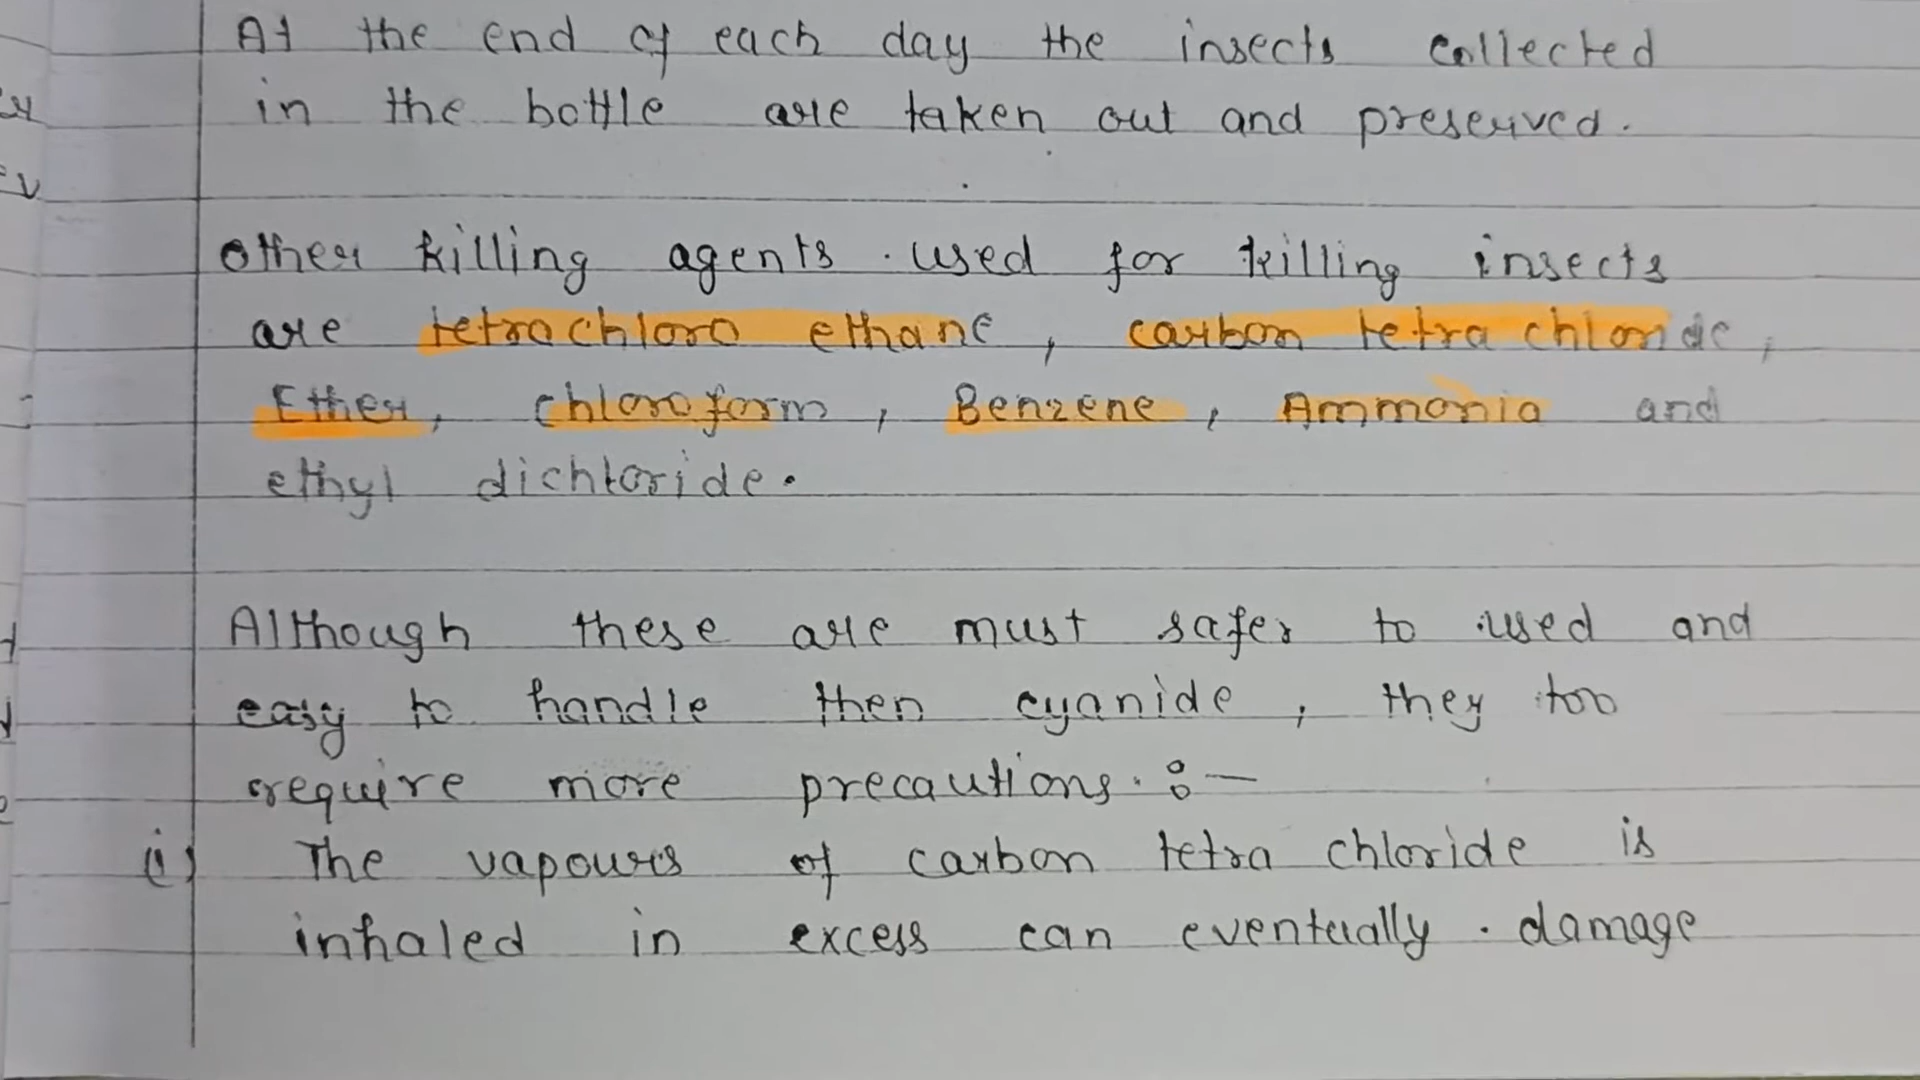 At the end of each day the insects collected
in the bottle are taken out and preserved.
Other killing agents used for killing insects
are tetrachloro ethane, carbon tetra chloride,
Ether, chloroform, Benzene, Ammonia and
ethyl dichloride.
Although these are must safer to used and
easy to handle then cyanide, they too
require more precautions. :—
(i) The vapours of carbon tetra chloride is
inhaled in excess can eventually damage